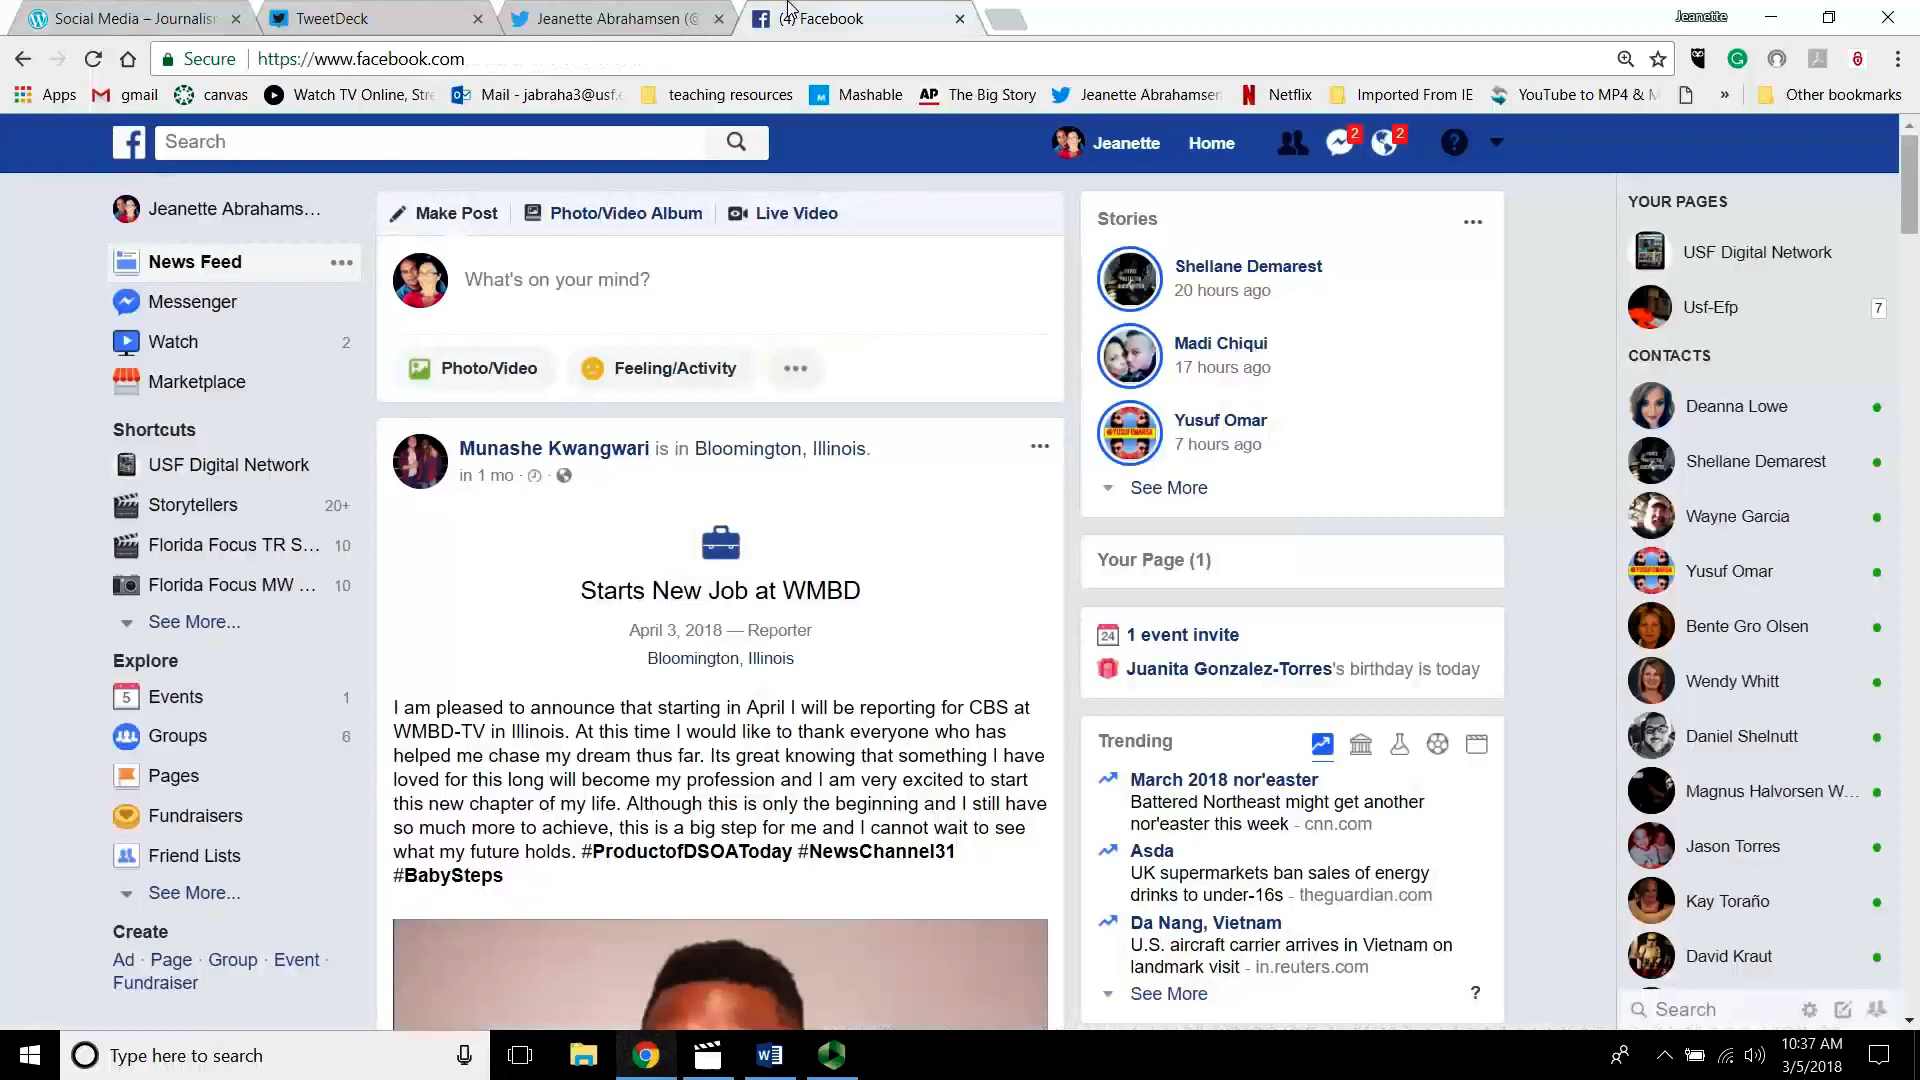 Social Media – Journalism
TweetDeck
Jeanette Abrahamsen (@
(4) Facebook
Jeanette
Secure
https://www.facebook.com
Apps
gmail
canvas
Watch TV Online, Stre
Mail - jabraha3@usf.e
teaching resources
Mashable
AP
The Big Story
Jeanette Abrahamsen
Netflix
Imported From IE
YouTube to MP4 & M
»
Other bookmarks
Search
Jeanette
Home
2
2
Jeanette Abrahams...
News Feed
Messenger
Watch
2
Marketplace
Shortcuts
USF Digital Network
Storytellers
20+
Florida Focus TR S...
10
Florida Focus MW ...
10
See More...
Explore
5
Events
1
Groups
6
Pages
Fundraisers
Friend Lists
See More...
Create
Ad · Page · Group · Event ·
Fundraiser
Make Post
Photo/Video Album
Live Video
What's on your mind?
Photo/Video
Feeling/Activity
Munashe Kwangwari is in Bloomington, Illinois.
in 1 mo ·
Starts New Job at WMBD
April 3, 2018 — Reporter
Bloomington, Illinois
I am pleased to announce that starting in April I will be reporting for CBS at
WMBD-TV in Illinois. At this time I would like to thank everyone who has
helped me chase my dream thus far. Its great knowing that something I have
loved for this long will become my profession and I am very excited to start
this new chapter of my life. Although this is only the beginning and I still have
so much more to achieve, this is a big step for me and I cannot wait to see
what my future holds. #ProductofDSOAToday #NewsChannel31
#BabySteps
Stories
Shellane Demarest
20 hours ago
Madi Chiqui
17 hours ago
Yusuf Omar
7 hours ago
See More
Your Page (1)
24
1 event invite
Juanita Gonzalez-Torres's birthday is today
Trending
March 2018 nor'easter
Battered Northeast might get another
nor'easter this week - cnn.com
Asda
UK supermarkets ban sales of energy
drinks to under-16s - theguardian.com
Da Nang, Vietnam
U.S. aircraft carrier arrives in Vietnam on
landmark visit - in.reuters.com
See More
?
YOUR PAGES
USF Digital Network
Usf-Efp
7
CONTACTS
Deanna Lowe
Shellane Demarest
Wayne Garcia
Yusuf Omar
Bente Gro Olsen
Wendy Whitt
Daniel Shelnutt
Magnus Halvorsen W...
Jason Torres
Kay Toraño
David Kraut
Search
Type here to search
10:37 AM
3/5/2018